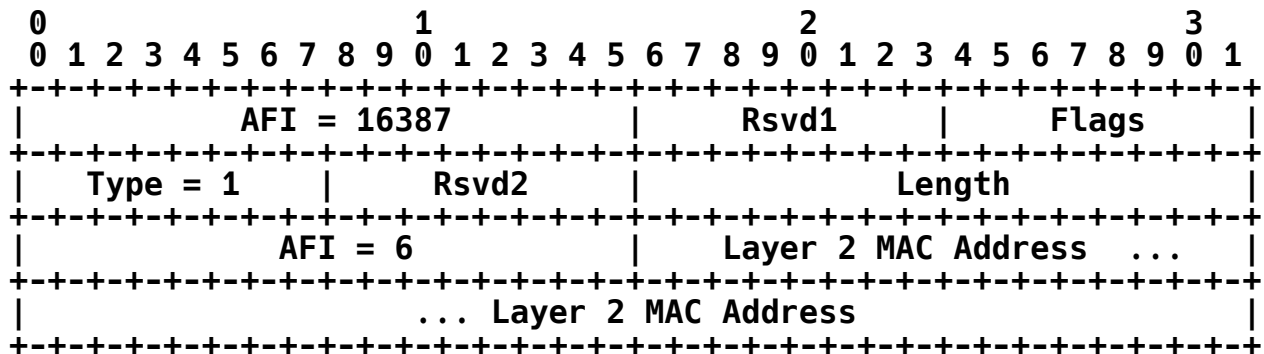 0                   1                   2                   3
 0 1 2 3 4 5 6 7 8 9 0 1 2 3 4 5 6 7 8 9 0 1 2 3 4 5 6 7 8 9 0 1
+-+-+-+-+-+-+-+-+-+-+-+-+-+-+-+-+-+-+-+-+-+-+-+-+-+-+-+-+-+-+-+-+
|           AFI = 16387         |     Rsvd1     |     Flags     |
+-+-+-+-+-+-+-+-+-+-+-+-+-+-+-+-+-+-+-+-+-+-+-+-+-+-+-+-+-+-+-+-+
|   Type = 1    |     Rsvd2     |             Length            |
+-+-+-+-+-+-+-+-+-+-+-+-+-+-+-+-+-+-+-+-+-+-+-+-+-+-+-+-+-+-+-+-+
|             AFI = 6           |    Layer 2 MAC Address  ...   |
+-+-+-+-+-+-+-+-+-+-+-+-+-+-+-+-+-+-+-+-+-+-+-+-+-+-+-+-+-+-+-+-+
|                    ... Layer 2 MAC Address                    |
+-+-+-+-+-+-+-+-+-+-+-+-+-+-+-+-+-+-+-+-+-+-+-+-+-+-+-+-+-+-+-+-+